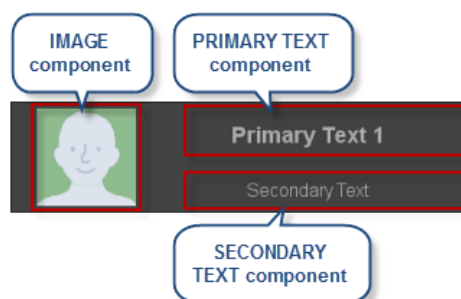 IMAGE
component
PRIMARY TEXT
component
Primary Text 1
Secondary Text
SECONDARY
TEXT component